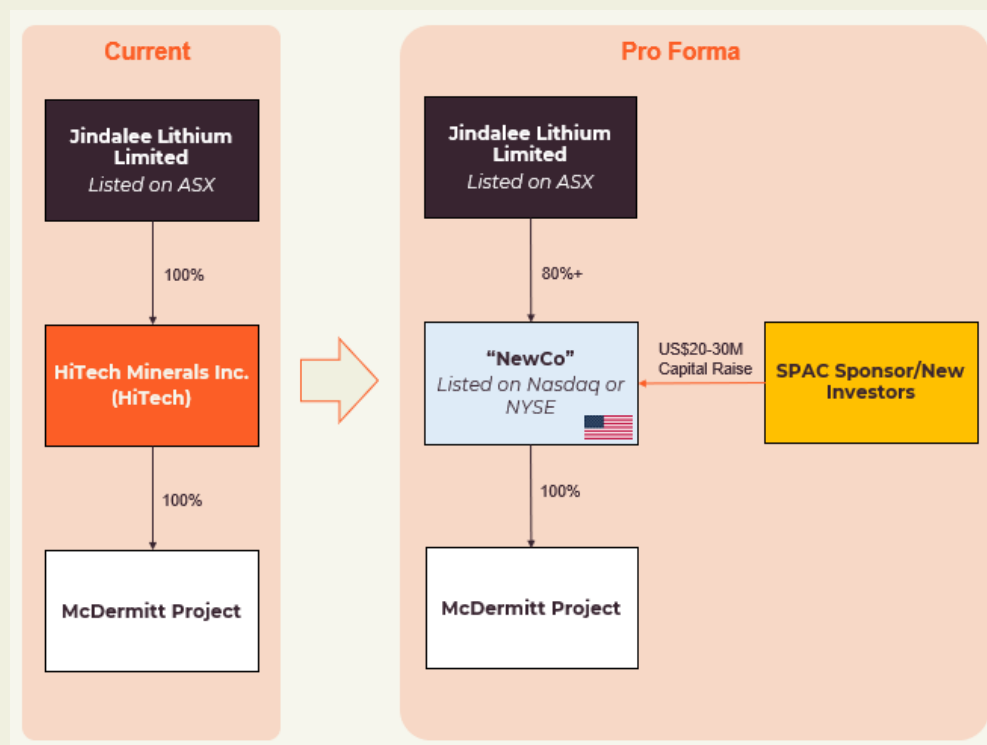 Current
Jindalee Lithium
Limited
Listed on ASX
100%
HiTech Minerals Inc.
(HiTech)
100%
McDermitt Project
Pro Forma
Jindalee Lithium
Limited
Listed on ASX
80%+
“NewCo”
Listed on Nasdaq or
NYSE
US$20-30M
Capital Raise
SPAC Sponsor/New
Investors
100%
McDermitt Project